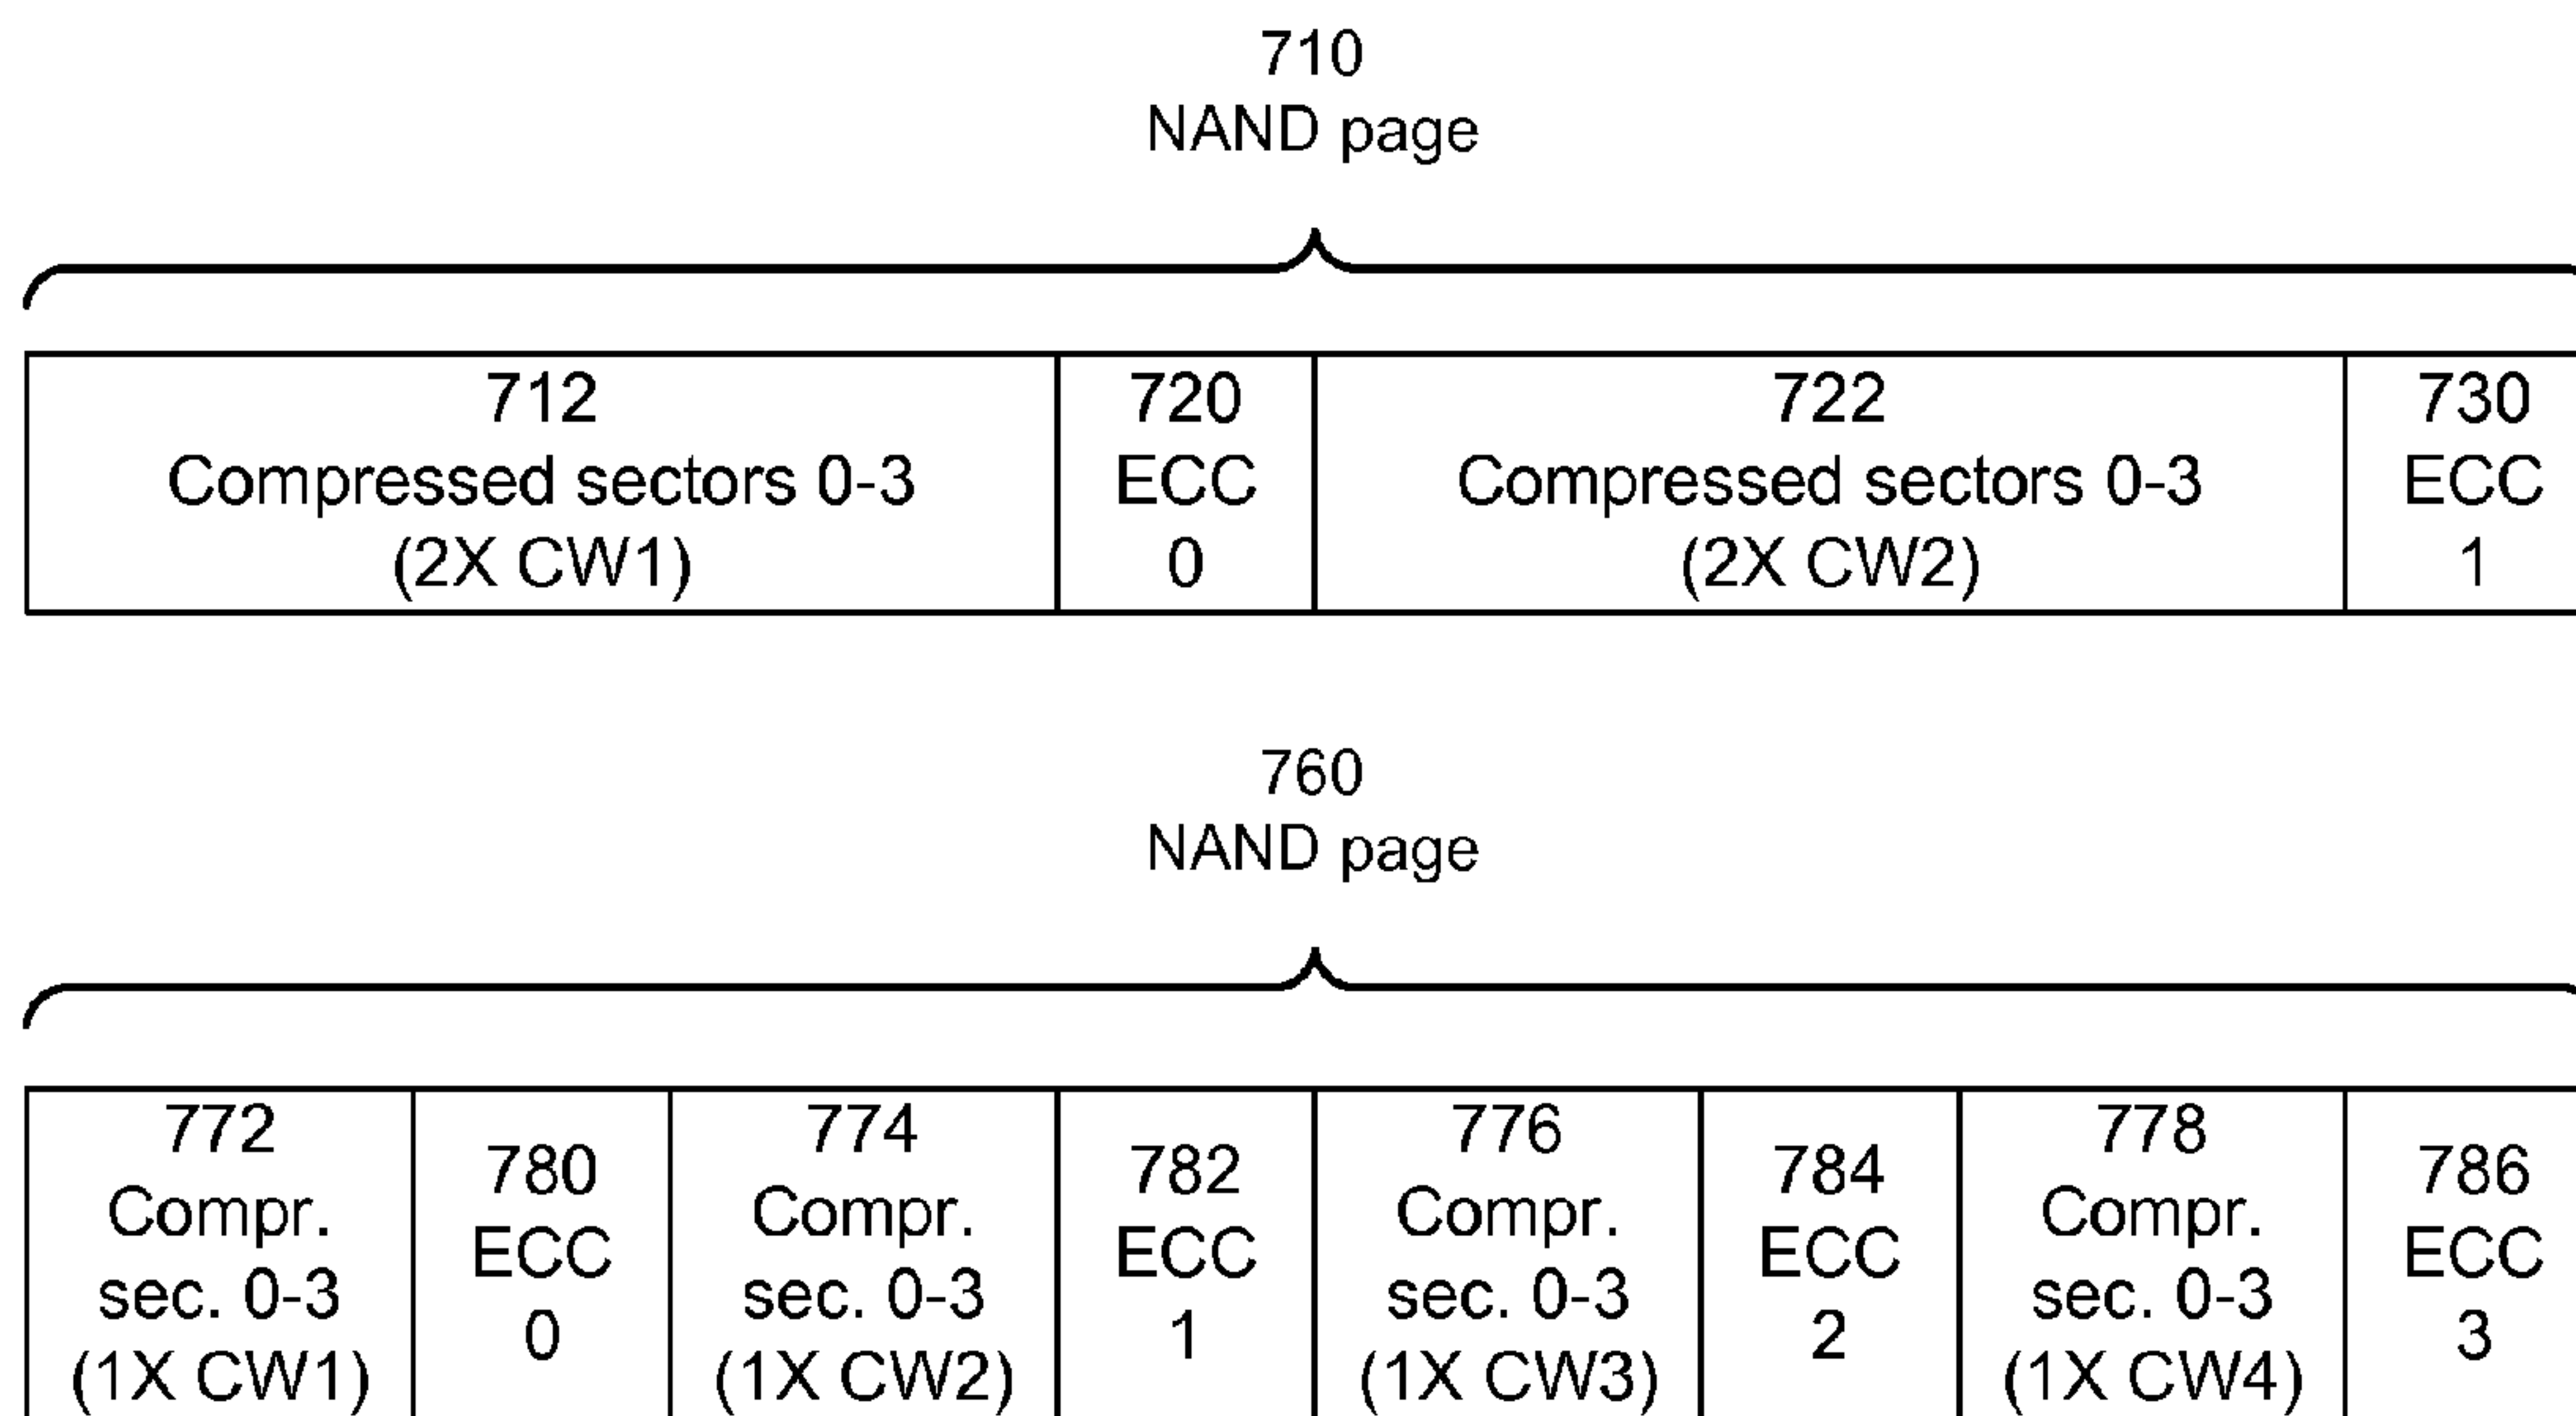 710
NAND page
712
Compressed sectors 0-3
(2X CW1)
720
ECC
0
722
Compressed sectors 0-3
(2X CW2)
730
ECC
1
760
NAND page
772
Compr.
sec. 0-3
(1X CW1)
780
ECC
0
774
Compr.
sec. 0-3
(1X CW2)
782
ECC
1
776
Compr.
sec. 0-3
(1X CW3)
784
ECC
2
778
Compr.
sec. 0-3
(1X CW4)
786
ECC
3